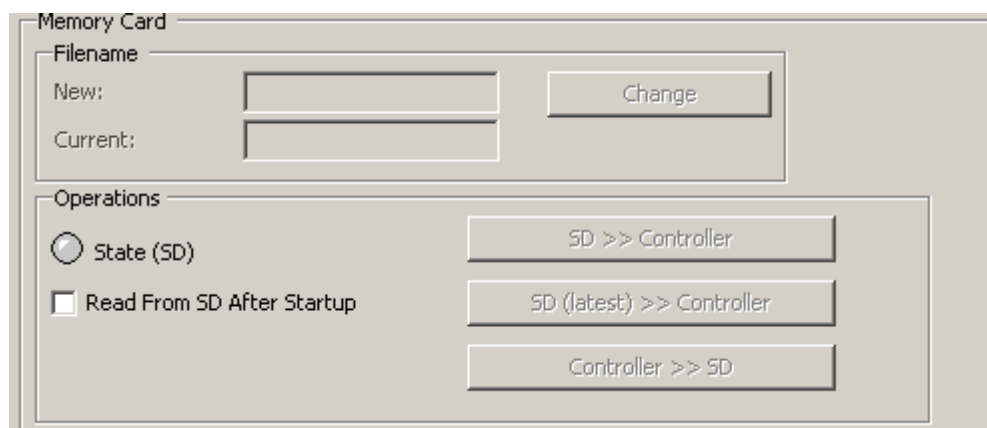 Memory Card
Filename
New:
Change
Current:
Operations
State (SD)
SD >> Controller
Read From SD After Startup
SD (latest) >> Controller
Controller >> SD